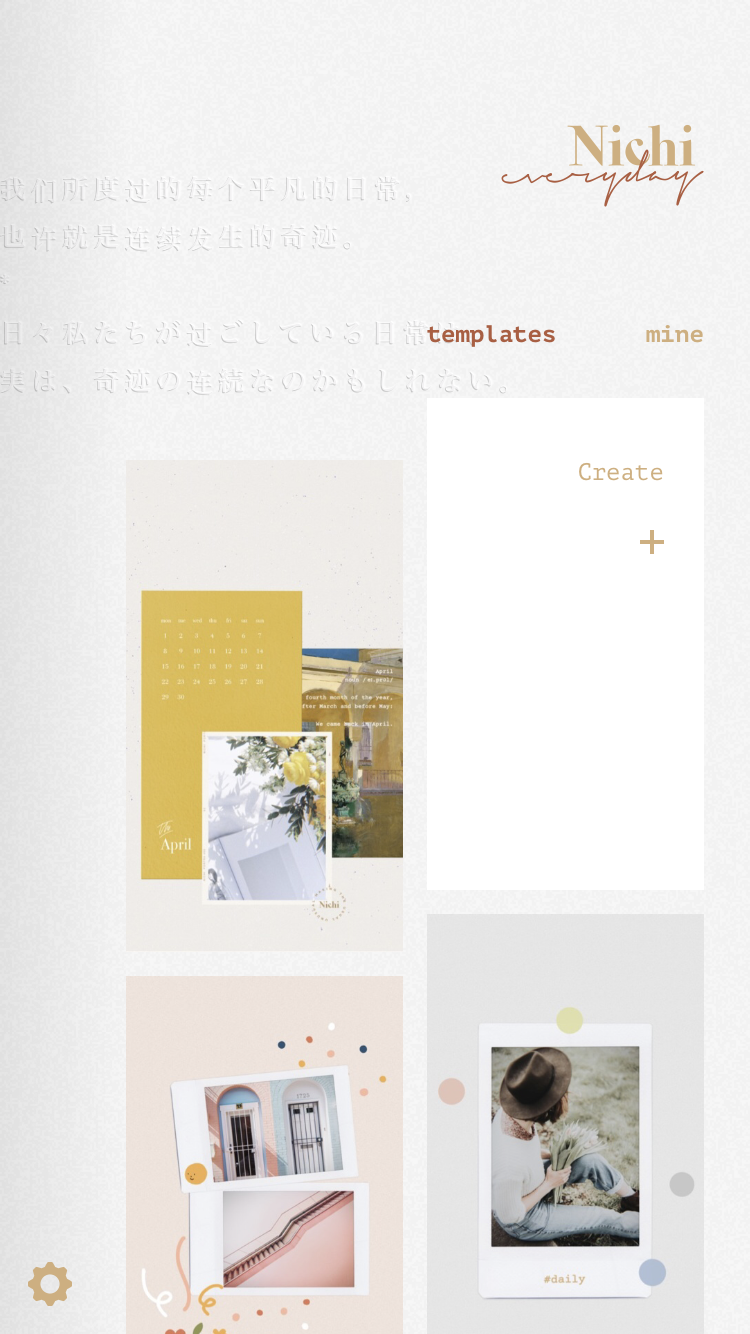 Nichi
everyday
我们所度过的每个平凡的日常,
也许就是连续发生的奇迹。
日々私たちが过ごしている日常
実は、奇迹の连続なのかもしれない。
templates
mine
Create
+
mon tue wed thu fri sat sun
1 2 3 4 5 6 7
8 9 10 11 12 13 14
15 16 17 18 19 20 21
22 23 24 25 26 27 28
29 30
april
fourth month of the year,
after March and before May:
We came here in April.
The
April
Nichi
#daily